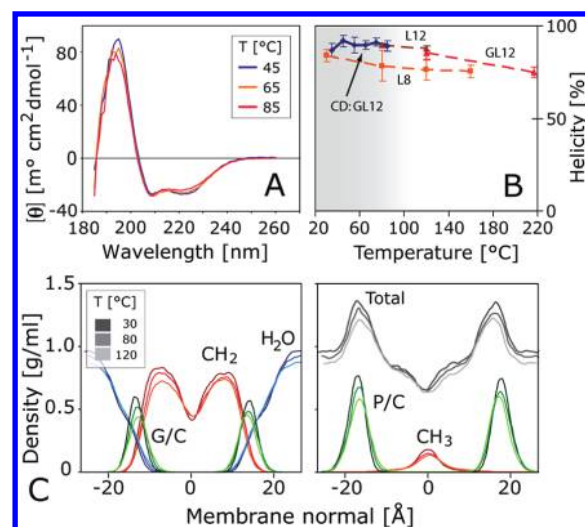 [θ] [m° cm² dmol⁻¹]
80
40
0
-40
T [°C]
45
65
85
A
180 200 220 240 260
Wavelength [nm]
L12
GL12
L8
CD:GL12
B
100
50
0
Helicity [%]
20 60 100 140 180 220
Temperature [°C]
Density [g/ml]
1.5
1.0
0.5
0
T [°C]
30
80
120
H₂O
CH₂
G/C
Total
P/C
CH₃
C
-20 0 20
-20 0 20
Membrane normal [Å]